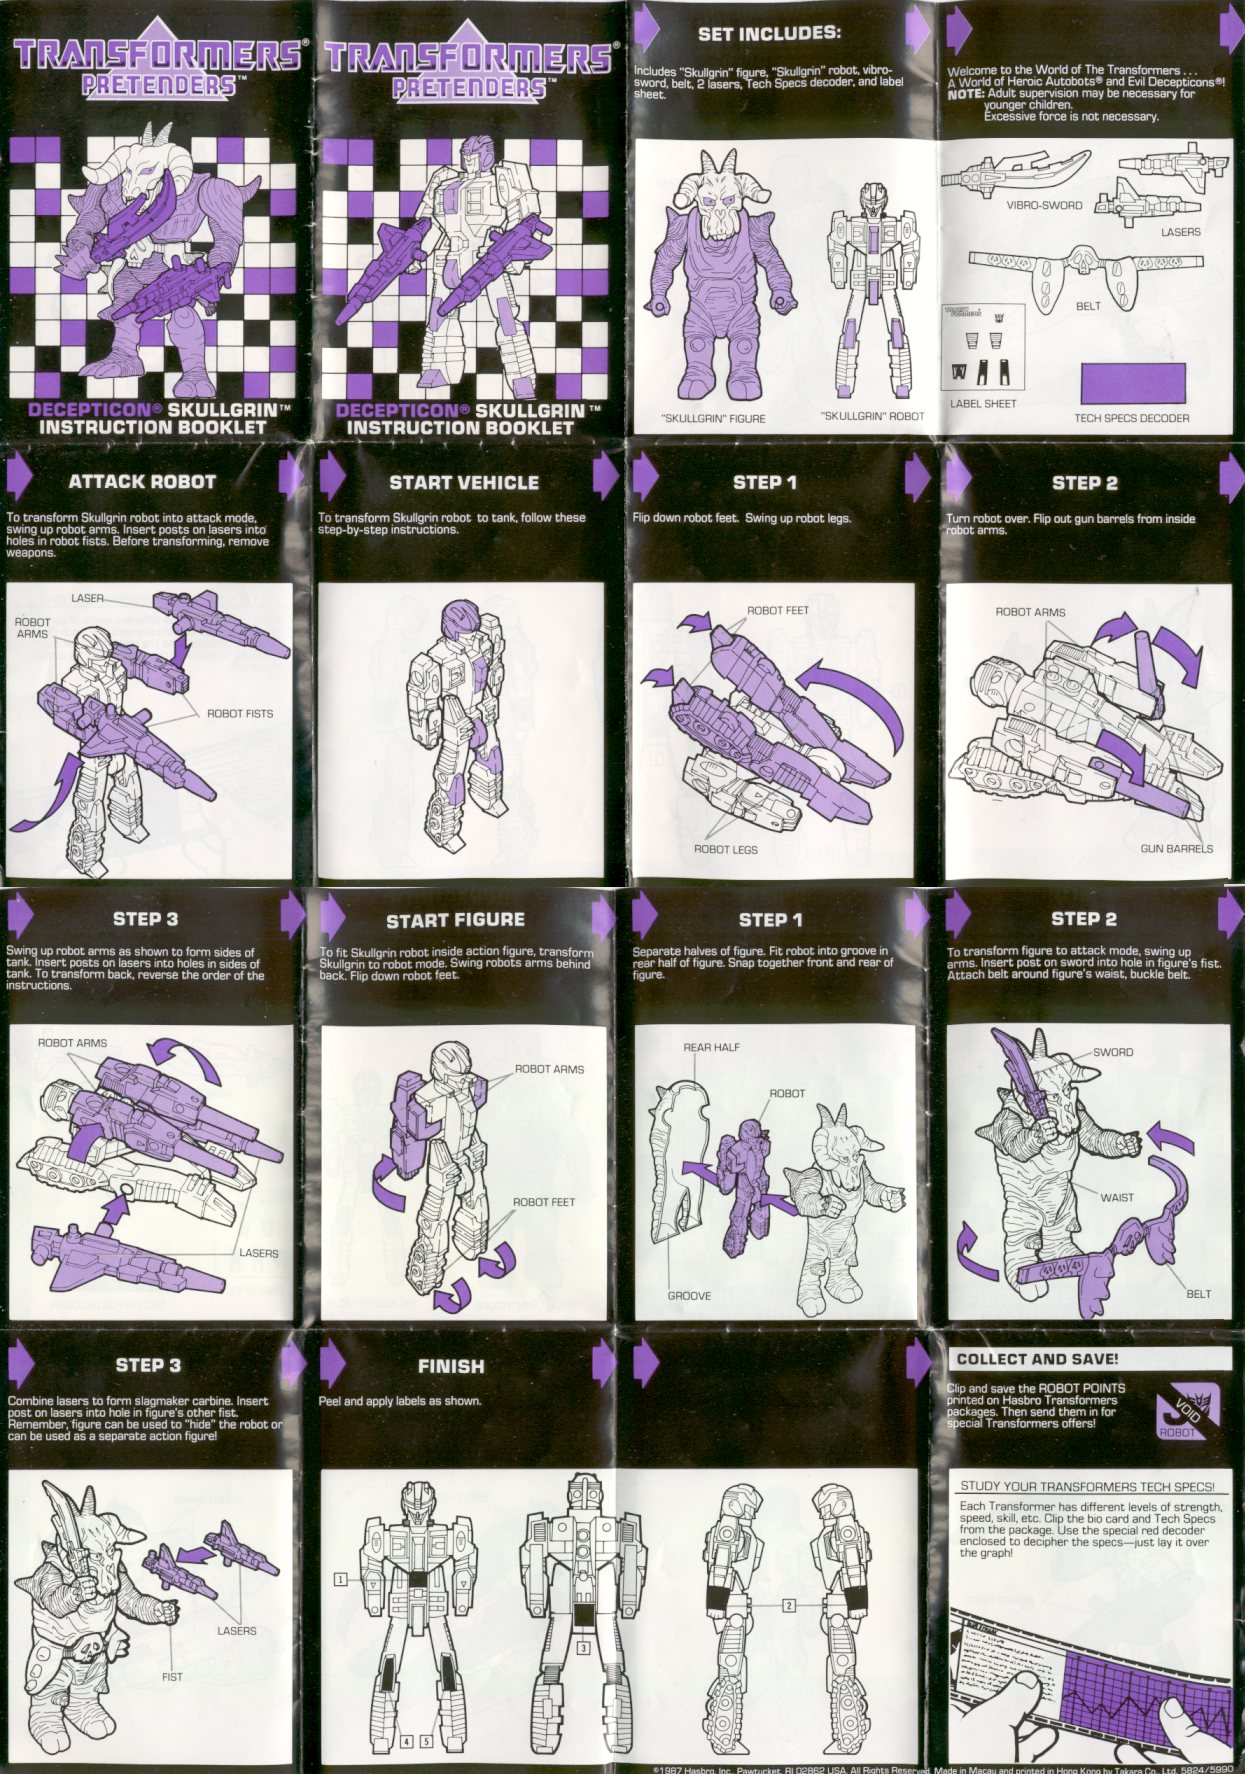 TRANSFORMERS®
PRETENDERS™
DECEPTICON® SKULLGRIN™
INSTRUCTION BOOKLET
TRANSFORMERS®
PRETENDERS™
DECEPTICON® SKULLGRIN™
INSTRUCTION BOOKLET
SET INCLUDES:
Includes "Skullgrin" figure, "Skullgrin" robot, vibro-
sword, belt, 2 lasers, Tech Specs decoder, and label
sheet.
"SKULLGRIN" FIGURE
"SKULLGRIN" ROBOT
Welcome to the World of The Transformers . . .
A World of Heroic Autobots® and Evil Decepticons®!
NOTE: Adult supervision may be necessary for
younger children.
Excessive force is not necessary.
VIBRO-SWORD
LASERS
BELT
LABEL SHEET
TECH SPECS DECODER
ATTACK ROBOT
To transform Skullgrin robot into attack mode,
swing up robot arms. Insert posts on lasers into
holes in robot fists. Before transforming, remove
weapons.
LASER
ROBOT
ARMS
ROBOT FISTS
START VEHICLE
To transform Skullgrin robot to tank, follow these
step-by-step instructions.
STEP 1
Flip down robot feet. Swing up robot legs.
ROBOT FEET
ROBOT LEGS
STEP 2
Turn robot over. Flip out gun barrels from inside
robot arms.
ROBOT ARMS
GUN BARRELS
STEP 3
Swing up robot arms as shown to form sides of
tank. Insert posts on lasers into holes in sides of
tank. To transform back, reverse the order of the
instructions.
ROBOT ARMS
LASERS
START FIGURE
To fit Skullgrin robot inside action figure, transform
Skullgrin to robot mode. Swing robots arms behind
back. Flip down robot feet.
ROBOT ARMS
ROBOT FEET
STEP 1
Separate halves of figure. Fit robot into groove in
rear half of figure. Snap together front and rear of
figure.
REAR HALF
ROBOT
GROOVE
STEP 2
To transform figure to attack mode, swing up
arms. Insert post on sword into hole in figure's fist.
Attach belt around figure's waist, buckle belt.
SWORD
WAIST
BELT
STEP 3
Combine lasers to form slagmaker carbine. Insert
post on lasers into hole in figure's other fist.
Remember, figure can be used to "hide" the robot or
can be used as a separate action figure!
LASERS
FIST
FINISH
Peel and apply labels as shown.
1
2
3
4 5
COLLECT AND SAVE!
Clip and save the ROBOT POINTS
printed on Hasbro Transformers
packages. Then send them in for
special Transformers offers!
VOID
ROBOT
STUDY YOUR TRANSFORMERS TECH SPECS!
Each Transformer has different levels of strength,
speed, skill, etc. Clip the bio card and Tech Specs
from the package. Use the special red decoder
enclosed to decipher the specs—just lay it over
the graph!
©1987 Hasbro, Inc., Pawtucket, RI 02862 USA. All Rights Reserved. Made in Macau and printed in Hong Kong by Takara Co., Ltd. 5824/5990